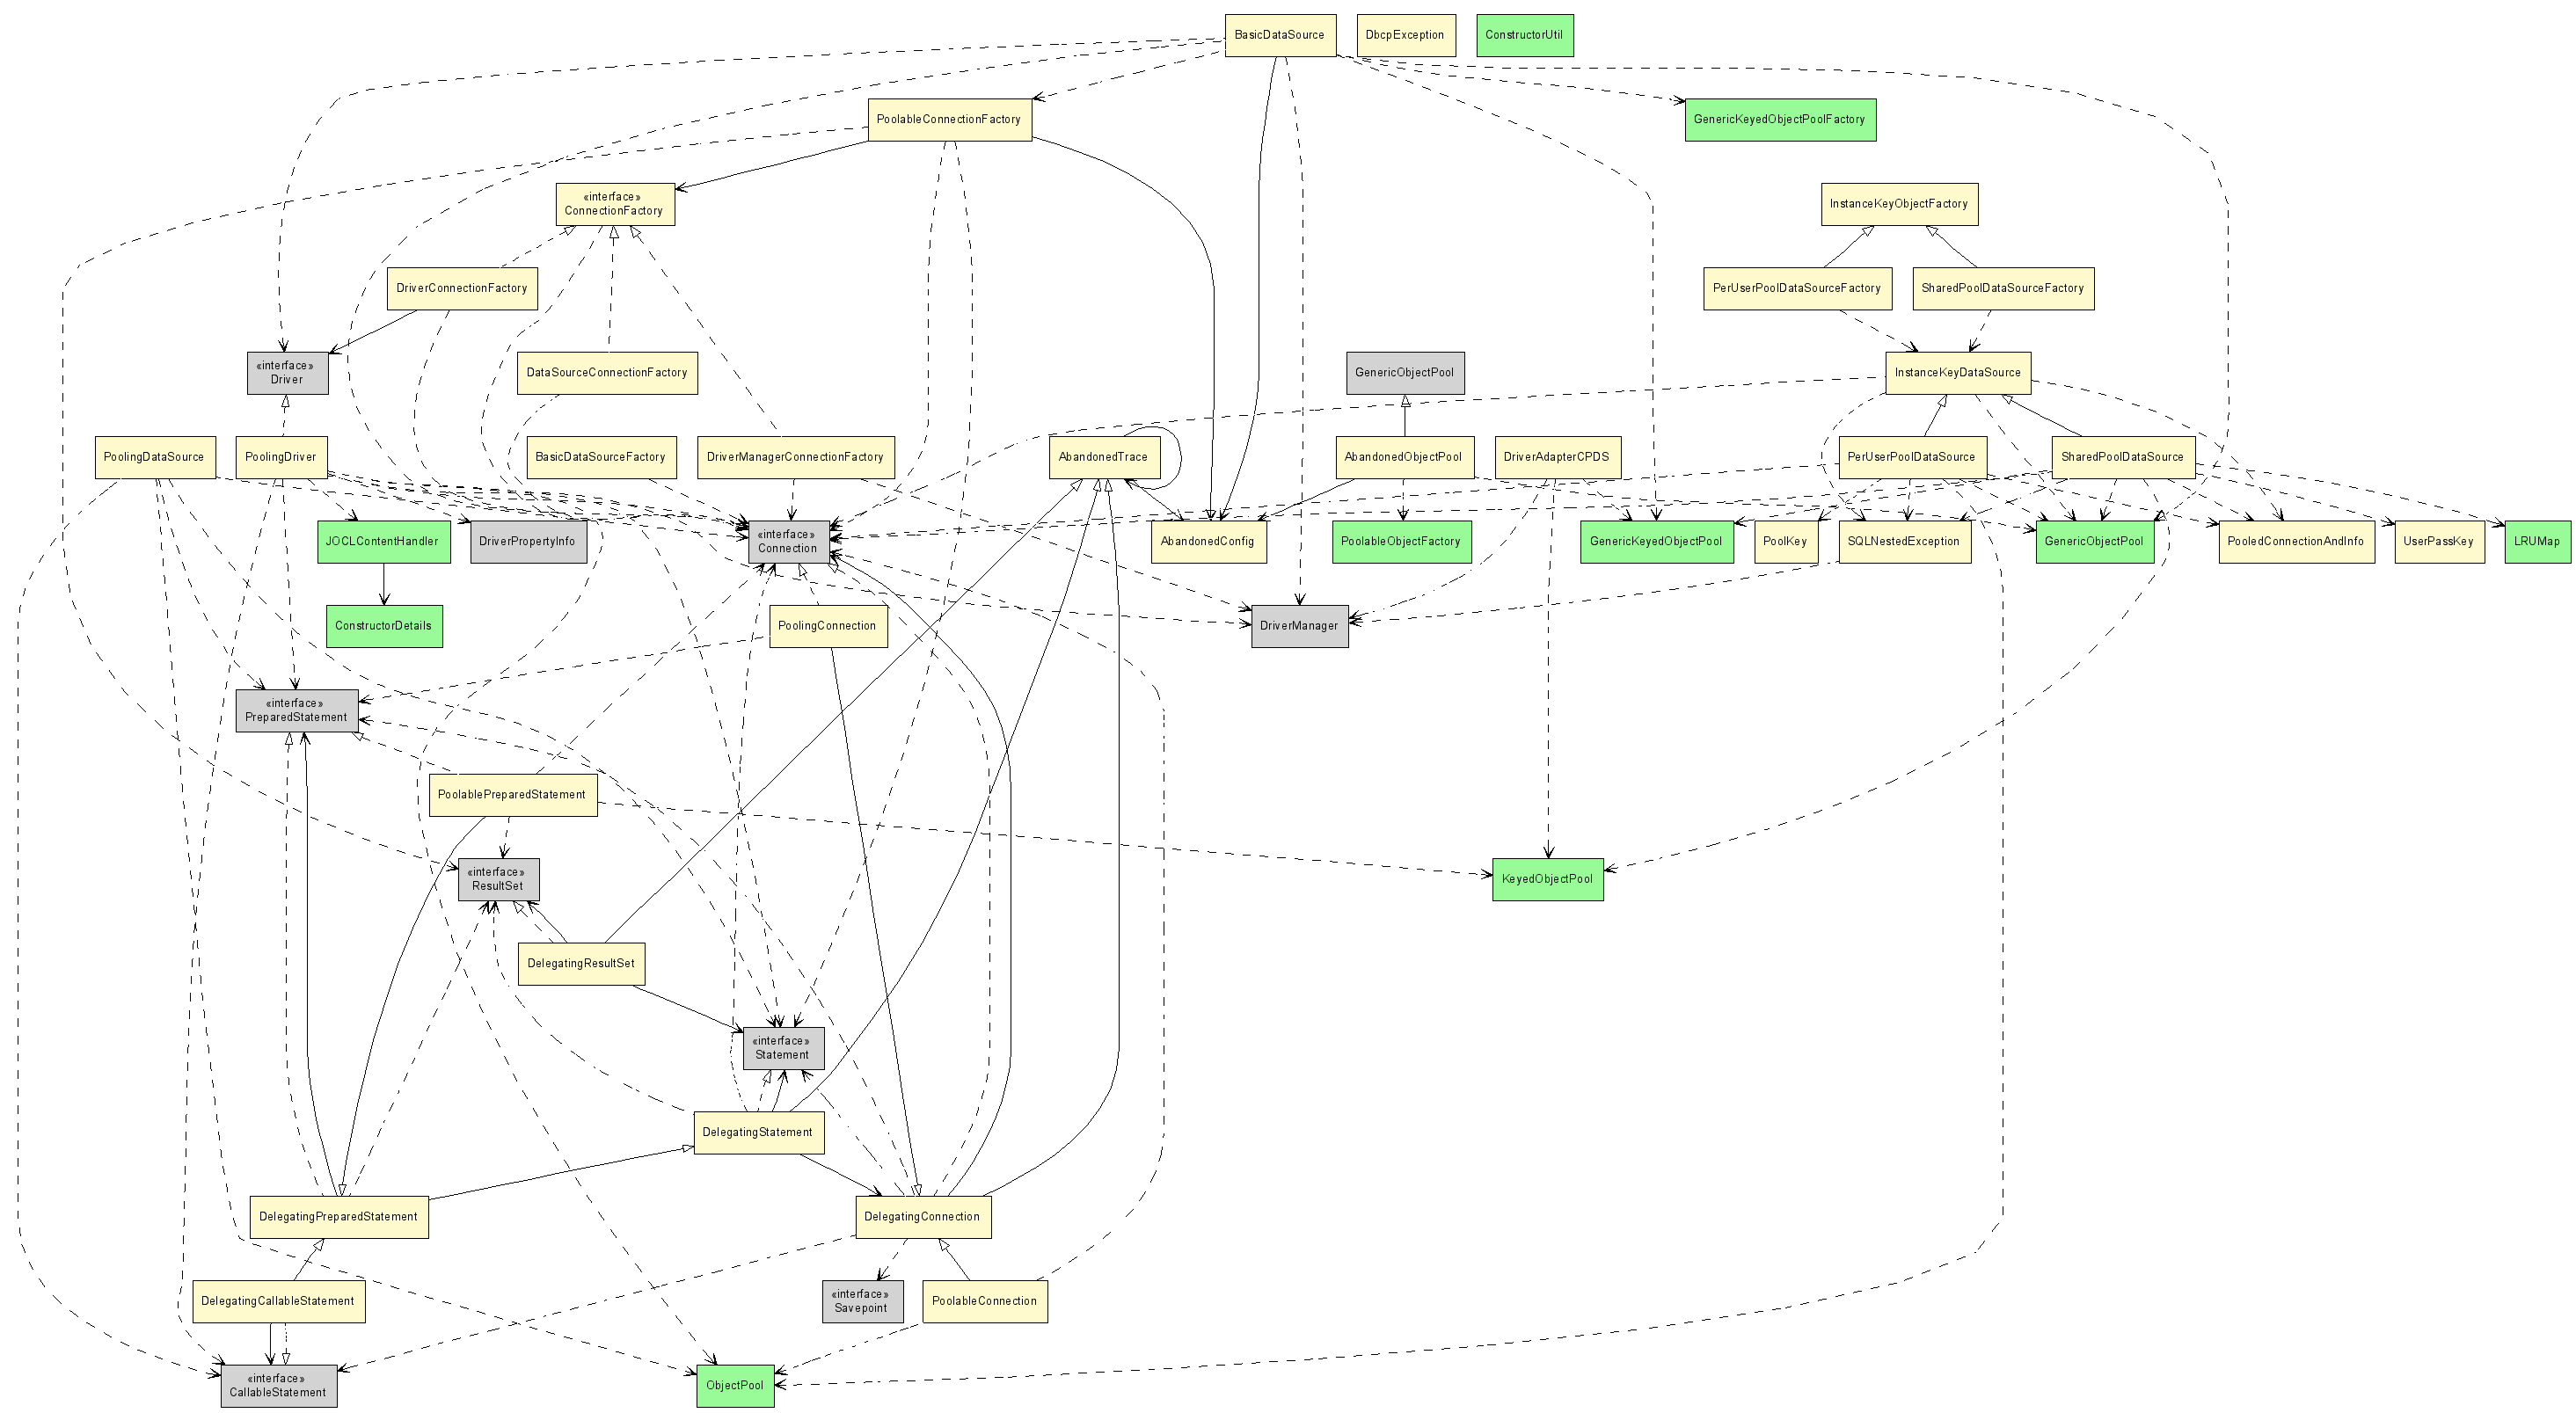 BasicDataSource
DbcpException
ConstructorUtil
PoolableConnectionFactory
GenericKeyedObjectPoolFactory
«interface»
ConnectionFactory
InstanceKeyObjectFactory
DriverConnectionFactory
PerUserPoolDataSourceFactory
SharedPoolDataSourceFactory
«interface»
Driver
DataSourceConnectionFactory
GenericObjectPool
InstanceKeyDataSource
PoolingDataSource
PoolingDriver
BasicDataSourceFactory
DriverManagerConnectionFactory
AbandonedTrace
AbandonedObjectPool
DriverAdapterCPDS
PerUserPoolDataSource
SharedPoolDataSource
JOCLContentHandler
DriverPropertyInfo
«interface»
Connection
AbandonedConfig
PoolableObjectFactory
GenericKeyedObjectPool
PoolKey
SQLNestedException
GenericObjectPool
PooledConnectionAndInfo
UserPassKey
LRUMap
ConstructorDetails
PoolingConnection
DriverManager
«interface»
PreparedStatement
PoolablePreparedStatement
«interface»
ResultSet
KeyedObjectPool
DelegatingResultSet
«interface»
Statement
DelegatingStatement
DelegatingPreparedStatement
DelegatingConnection
DelegatingCallableStatement
«interface»
Savepoint
PoolableConnection
«interface»
CallableStatement
ObjectPool